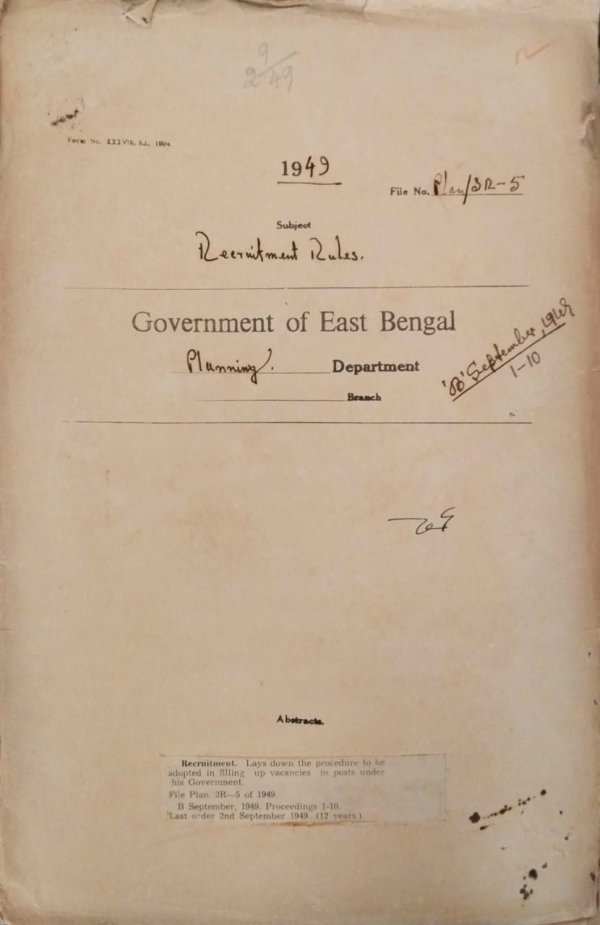 9
2-49
Form No. XXXVIII.
1949
File No. Plan/3R-5
Subject
Recruitment Rules.
Government of East Bengal
Planning Department
Branch
'B' September, 1949
1-10
Abstracts.
Recruitment. Lays down the procedure to be
adopted in filling up vacancies in posts under
his Government.
File Plan. 3R—5 of 1949.
B September, 1949. Proceedings 1-10.
Last order 2nd September 1949. (12 years.)